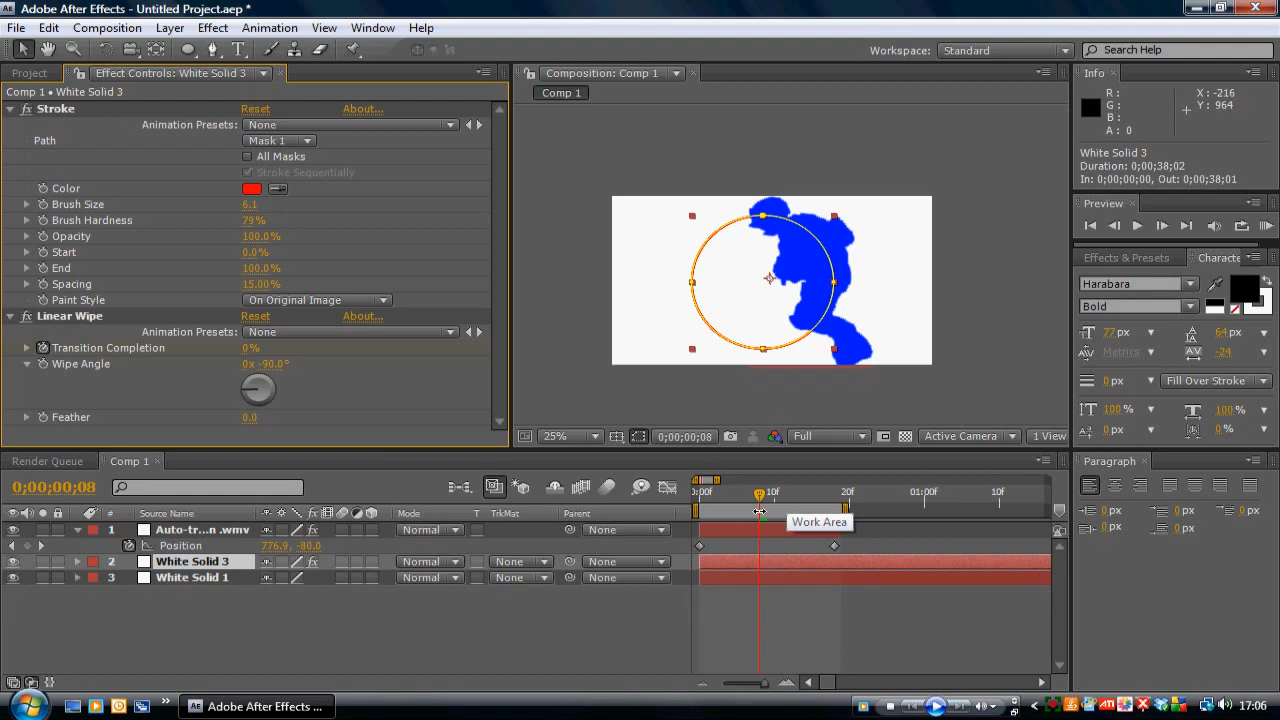 Adobe After Effects - Untitled Project.aep *
File Edit Composition Layer Effect Animation View Window Help
Workspace: Standard Search Help
Project Effect Controls: White Solid 3 Composition: Comp 1 Info
Comp 1 • White Solid 3
Comp 1
Stroke Reset About...
Animation Presets: None
Path Mask 1
All Masks
Stroke Sequentially
Color
Brush Size 6.1
Brush Hardness 79%
Opacity 100.0%
Start 0.0%
End 100.0%
Spacing 15.00%
Paint Style On Original Image
Linear Wipe Reset About...
Animation Presets: None
Transition Completion 0%
Wipe Angle 0x -90.0°
Feather 0.0
25% 0;00;00;08 Full Active Camera 1 View
R :
G :
B :
A : 0
X : -216
Y : 964
White Solid 3
Duration: 0;00;38;02
In: 0;00;00;00, Out: 0;00;38;01
Preview
Effects & Presets Characte
Harabara
Bold
77 px 64 px
Metrics -24
0 px Fill Over Stroke
100 % 100 %
0 px 0 %
Render Queue Comp 1
Paragraph
0;00;00;08
0:00f 10f 20f 01:00f 10f
Source Name Mode T TrkMat Parent
Work Area
1 Auto-tr...n .wmv Normal None
Position 776.9, -80.0
2 White Solid 3 Normal None None
3 White Solid 1 Normal None None
0 px 0 px
0 px
0 px 0 px
Adobe After Effects ... 17:06